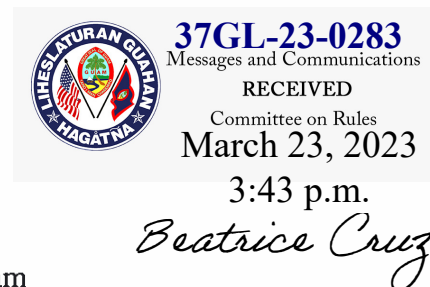 37GL-23-0283
Messages and Communications
RECEIVED
Committee on Rules
March 23, 2023
3:43 p.m.
Beatrice Cruz
LIHESLATURAN GUAHAN
GUAM
HAGÅTÑA